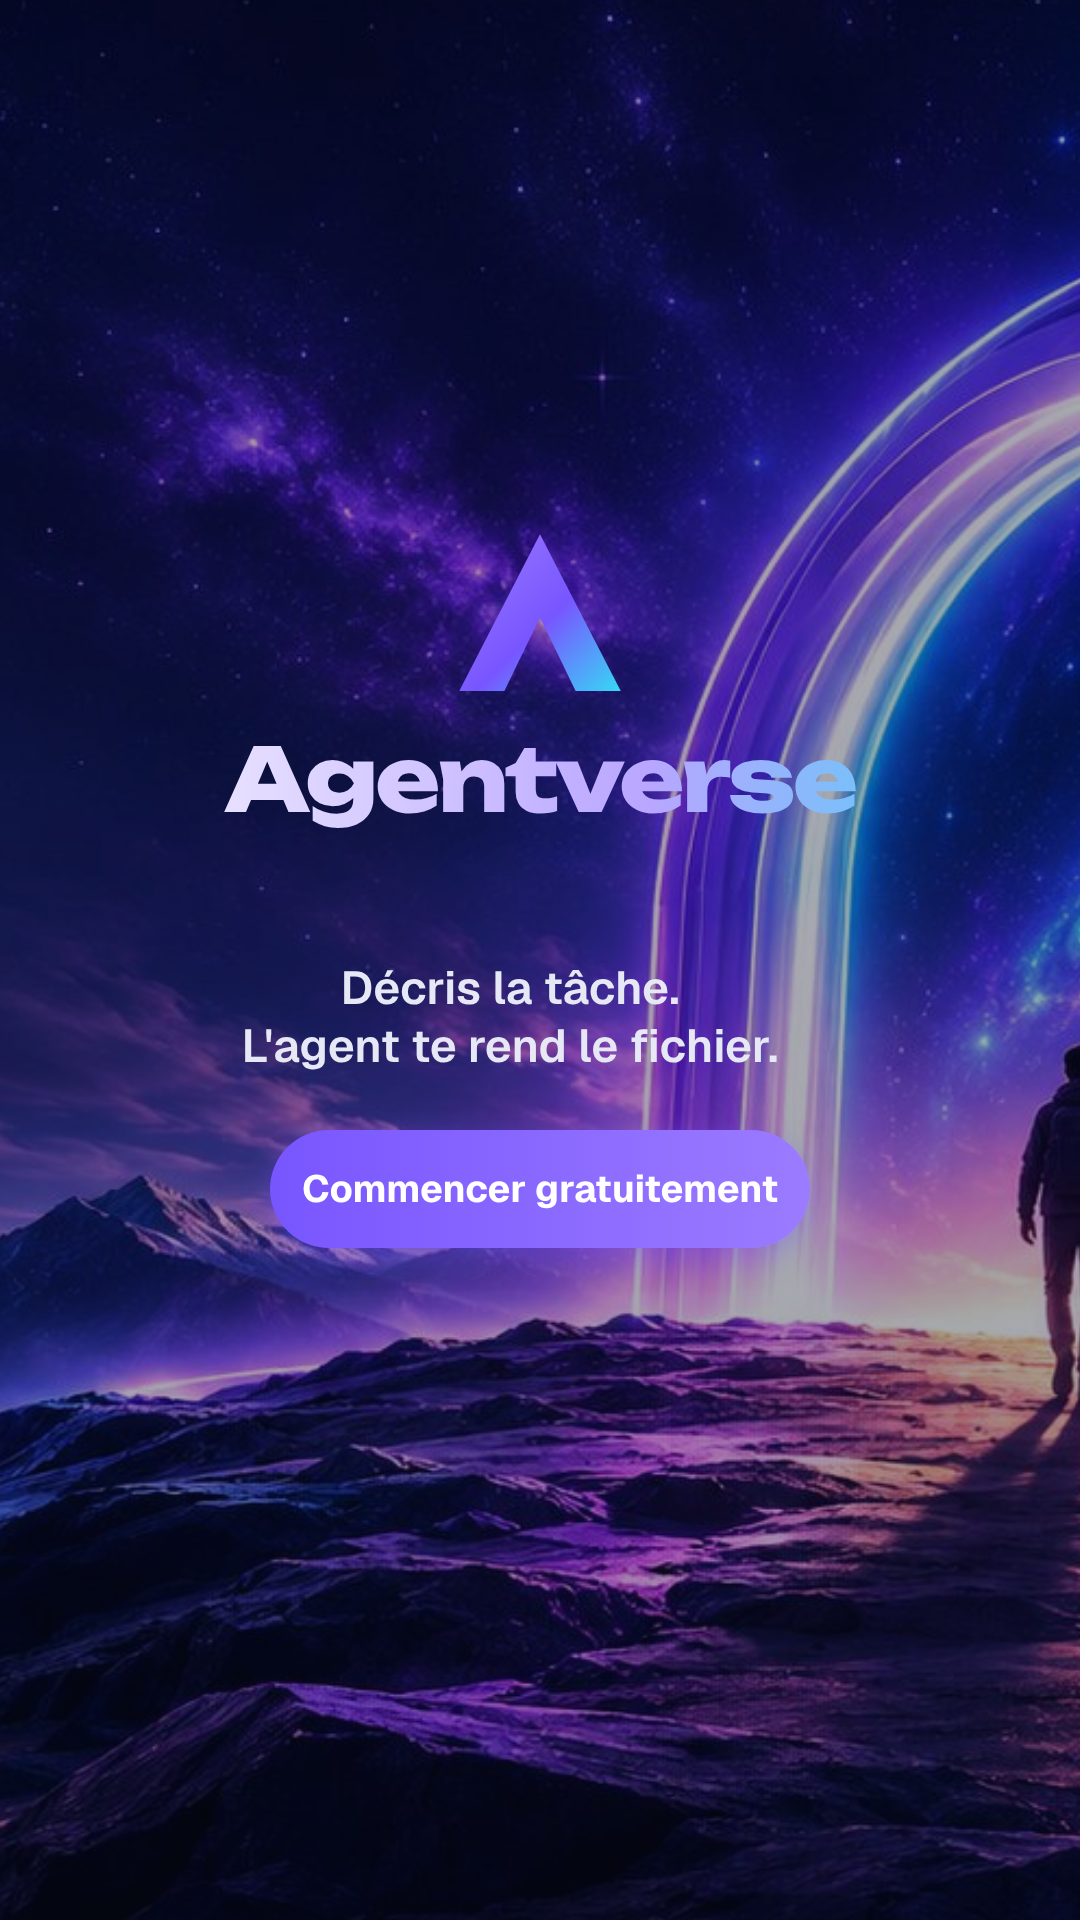 Agentverse
Décris la tâche.
L'agent te rend le fichier.
Commencer gratuitement